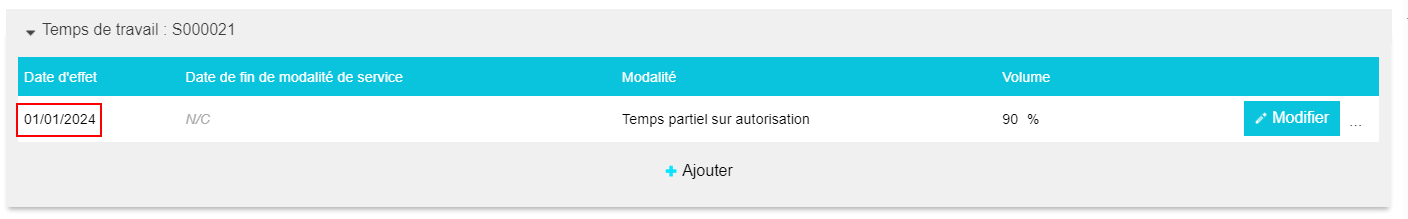 Temps de travail : S000021
Date d'effet Date de fin de modalité de service Modalité Volume
01/01/2024 N/C Temps partiel sur autorisation 90 % Modifier ...
Ajouter